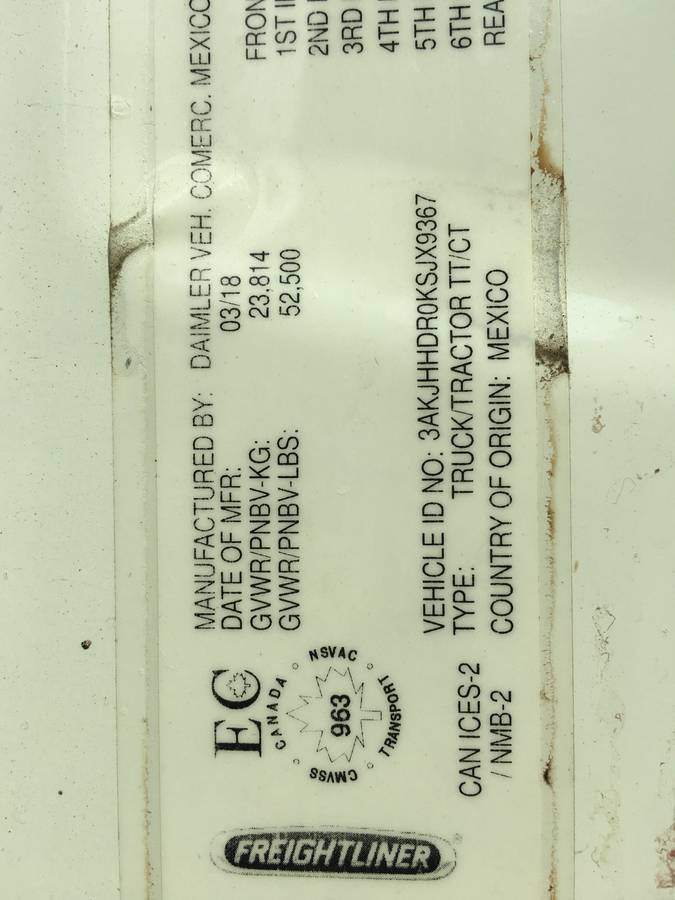 FREIGHTLINER
EC
CANADA
NSVAC
TRANSPORT
CMVSS
963
CAN ICES-2
/ NMB-2
MANUFACTURED BY: DAIMLER VEH. COMERC. MEXICO
DATE OF MFR: 03/18
GVWR/PNBV-KG: 23,814
GVWR/PNBV-LBS: 52,500
VEHICLE ID NO: 3AKJHHDR0KSJX9367
TYPE: TRUCK/TRACTOR TT/CT
COUNTRY OF ORIGIN: MEXICO
FRON
1ST I
2ND
3RD
4TH
5TH
6TH
REA